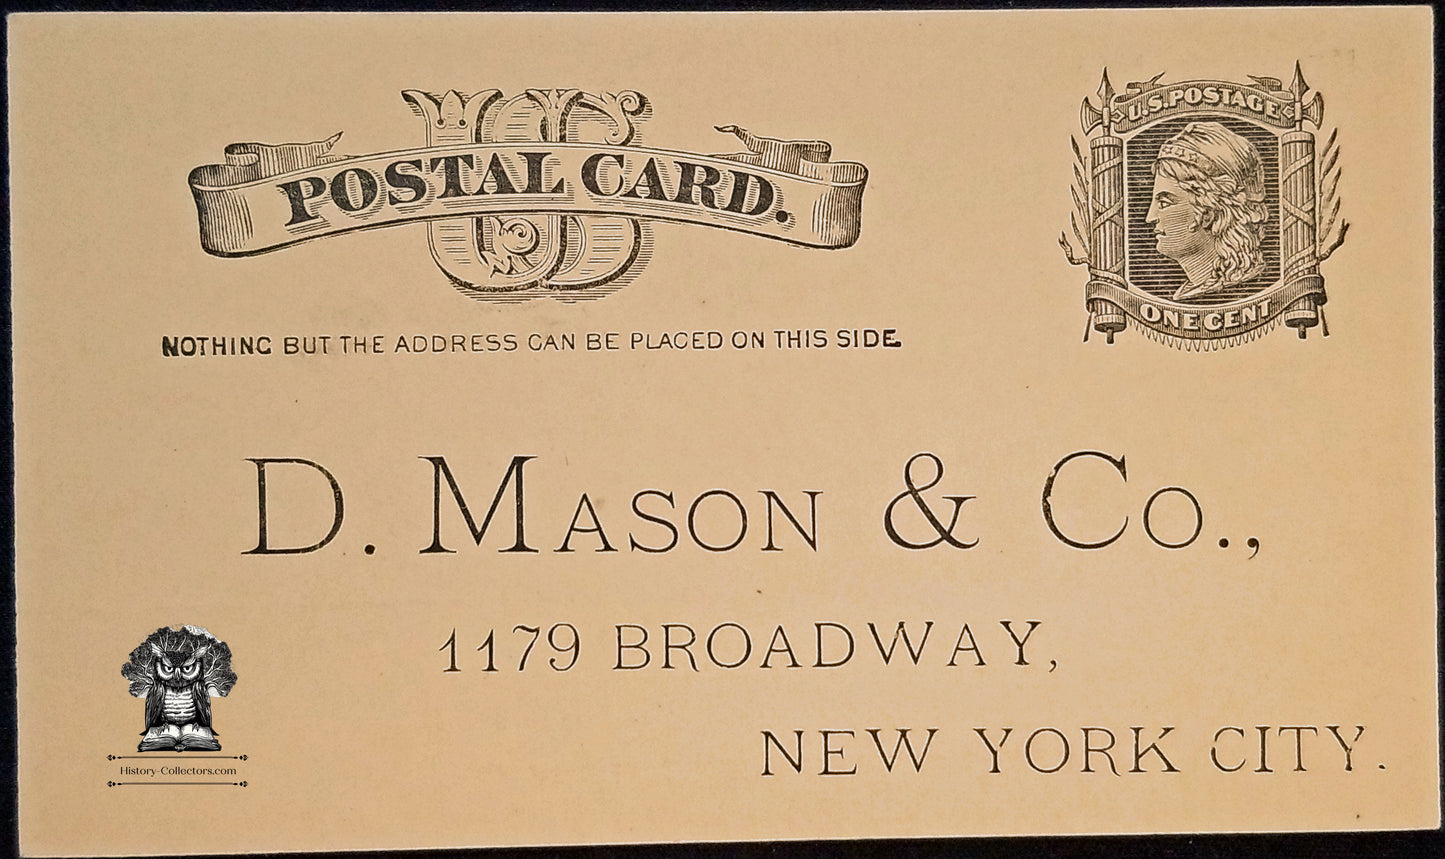 US
POSTAL CARD.
U.S. POSTAGE
ONE CENT
NOTHING BUT THE ADDRESS CAN BE PLACED ON THIS SIDE.
D. MASON & CO.,
1179 BROADWAY,
NEW YORK CITY.
History-Collectors.com